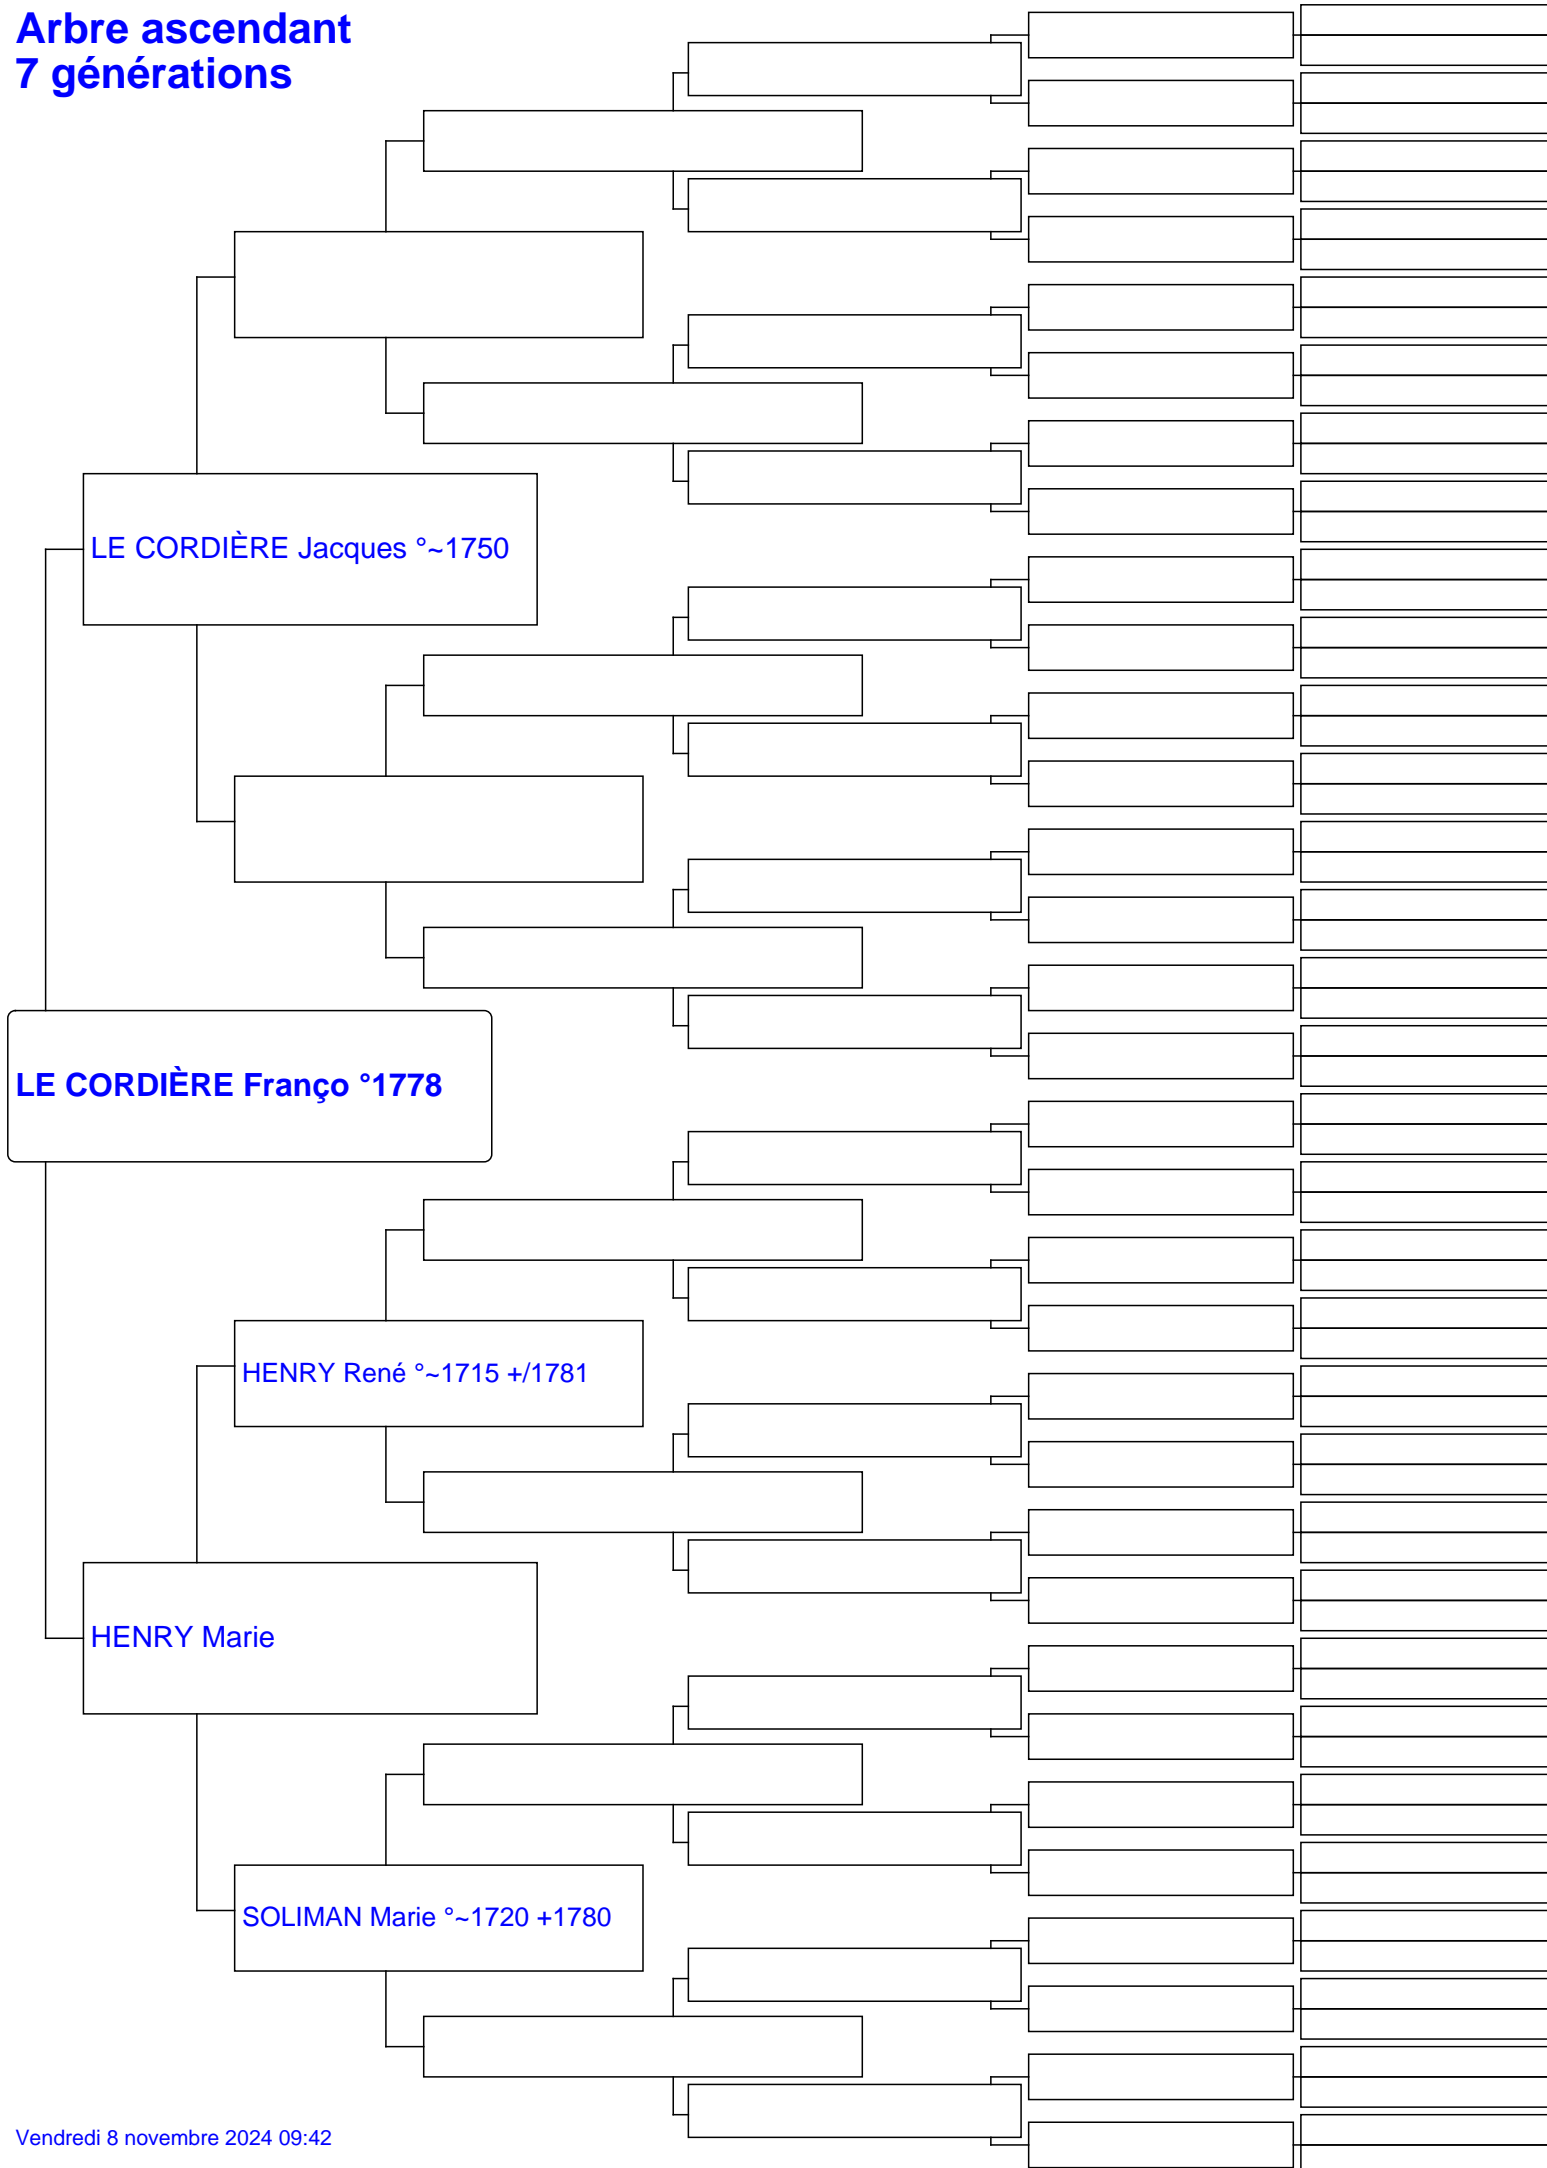 Arbre ascendant
7 générations
LE CORDIÈRE Jacques °~1750
LE CORDIÈRE Franço °1778
HENRY René °~1715 +/1781
HENRY Marie
SOLIMAN Marie °~1720 +1780
Vendredi 8 novembre 2024 09:42